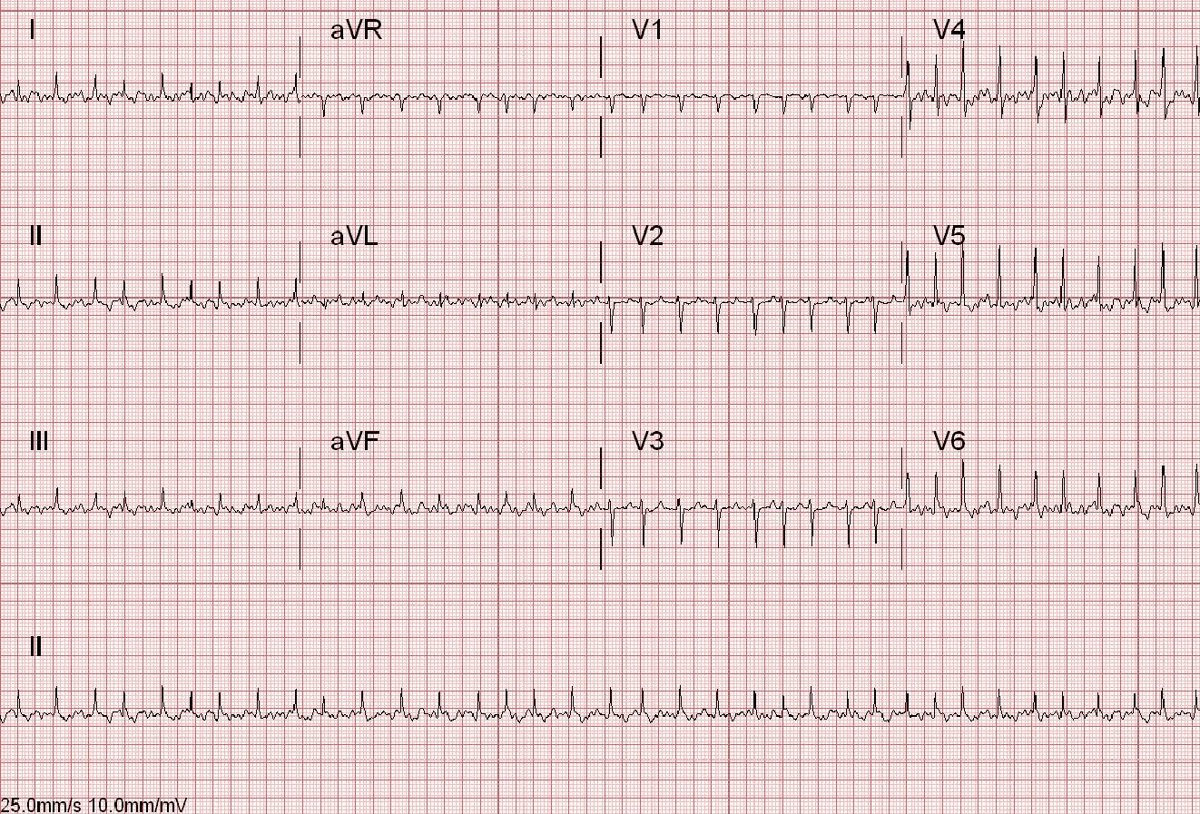 I aVR V1 V4
II aVL V2 V5
III aVF V3 V6
II
25.0mm/s 10.0mm/mV